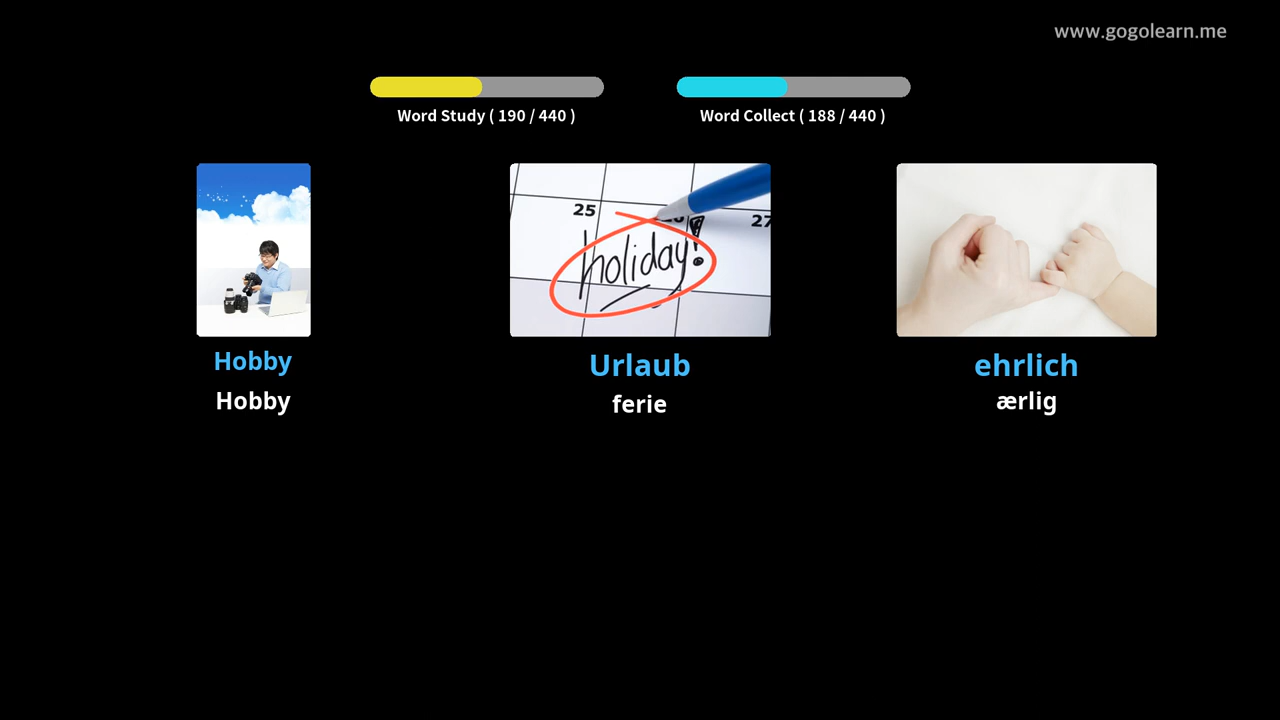 www.gogolearn.me
Word Study ( 190 / 440 )
Word Collect ( 188 / 440 )
25
27
holiday!
Hobby
Urlaub
ehrlich
Hobby
ferie
ærlig